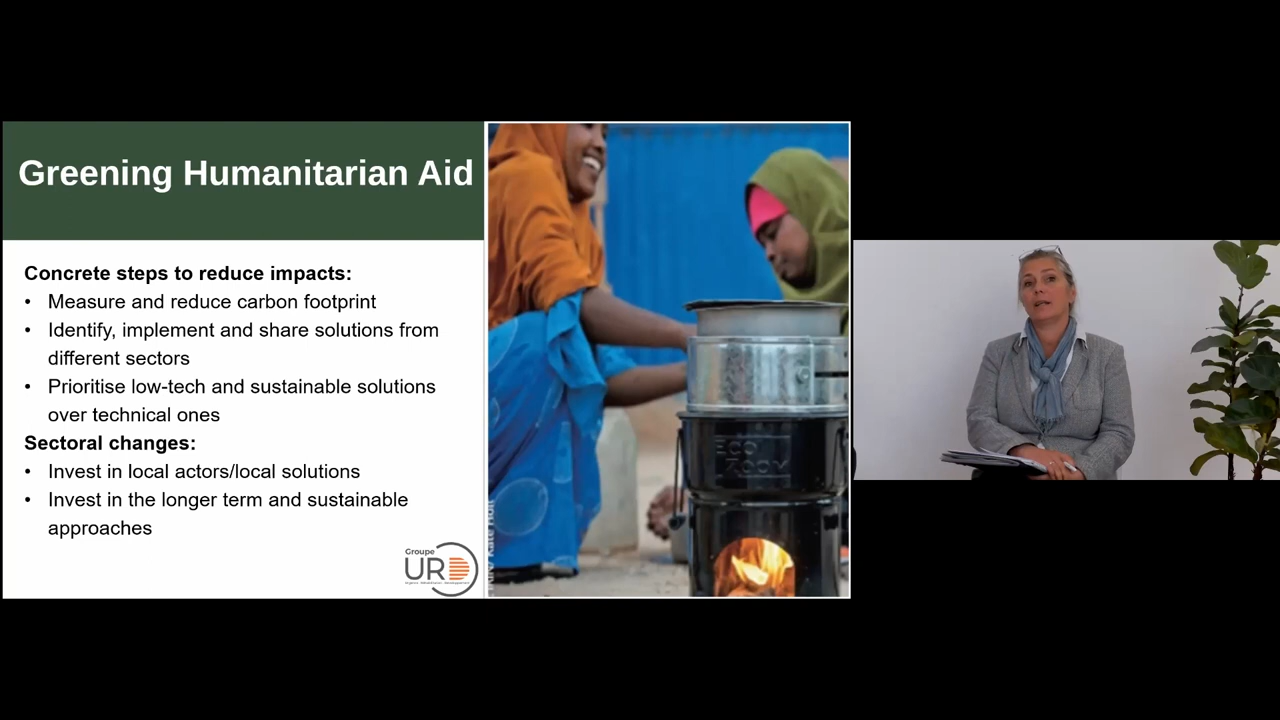 Greening Humanitarian Aid
Concrete steps to reduce impacts:
• Measure and reduce carbon footprint
• Identify, implement and share solutions from
different sectors
• Prioritise low-tech and sustainable solutions
over technical ones
Sectoral changes:
• Invest in local actors/local solutions
• Invest in the longer term and sustainable
approaches
Groupe
URD
ECO
ZOOM
Kate Holt